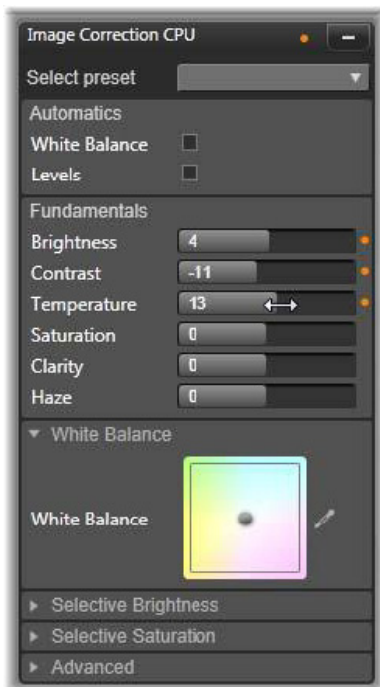 Image Correction CPU
Select preset
Automatics
White Balance
Levels
Fundamentals
Brightness 4
Contrast -11
Temperature 13
Saturation 0
Clarity 0
Haze 0
White Balance
White Balance
Selective Brightness
Selective Saturation
Advanced